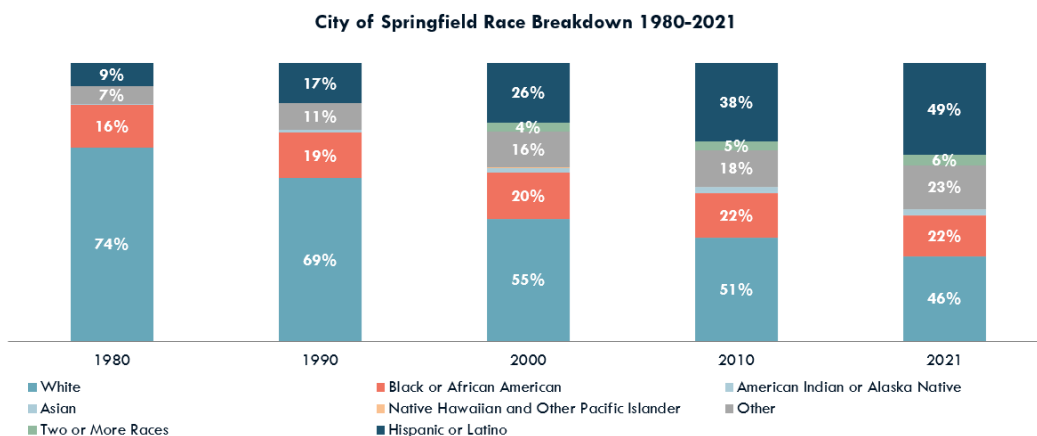 City of Springfield Race Breakdown 1980-2021
9% 17% 26% 38% 49%
7% 11% 4% 5% 6%
16% 18% 23%
16% 19% 20% 22% 22%
74% 69% 55% 51% 46%
1980 1990 2000 2010 2021
White Black or African American American Indian or Alaska Native
Asian Native Hawaiian and Other Pacific Islander Other
Two or More Races Hispanic or Latino